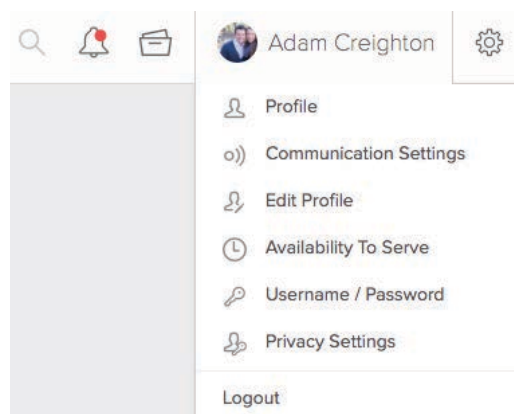 Adam Creighton
Profile
Communication Settings
Edit Profile
Availability To Serve
Username / Password
Privacy Settings
Logout